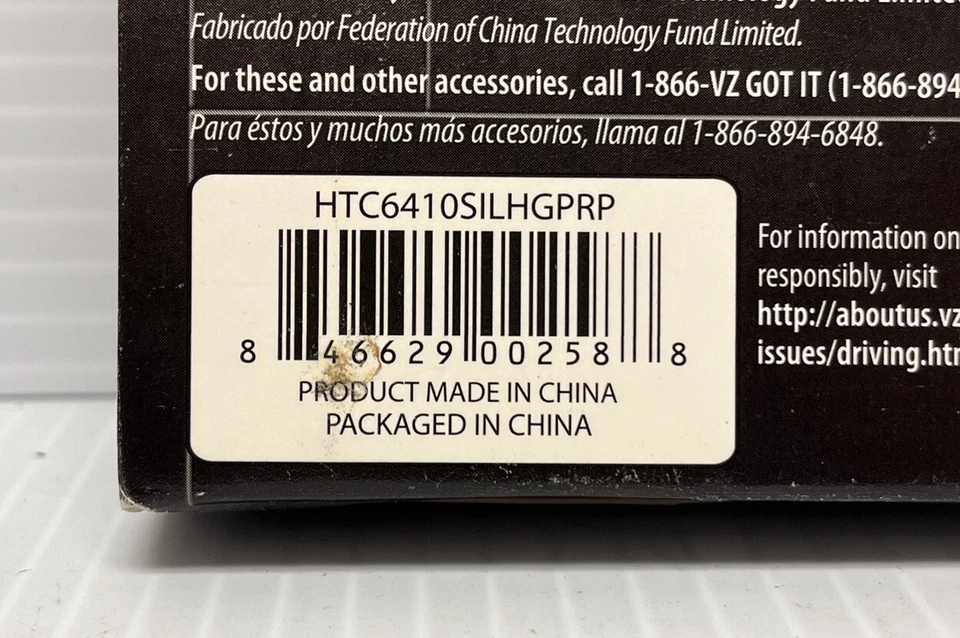 Fund Limited
Fabricado por Federation of China Technology Fund Limited.
For these and other accessories, call 1-866-VZ GOT IT (1-866-894
Para éstos y muchos más accesorios, llama al 1-866-894-6848.
HTC6410SILHGPRP
8 46629 00258 8
PRODUCT MADE IN CHINA
PACKAGED IN CHINA
For information on
responsibly, visit
http://aboutus.vz
issues/driving.htm